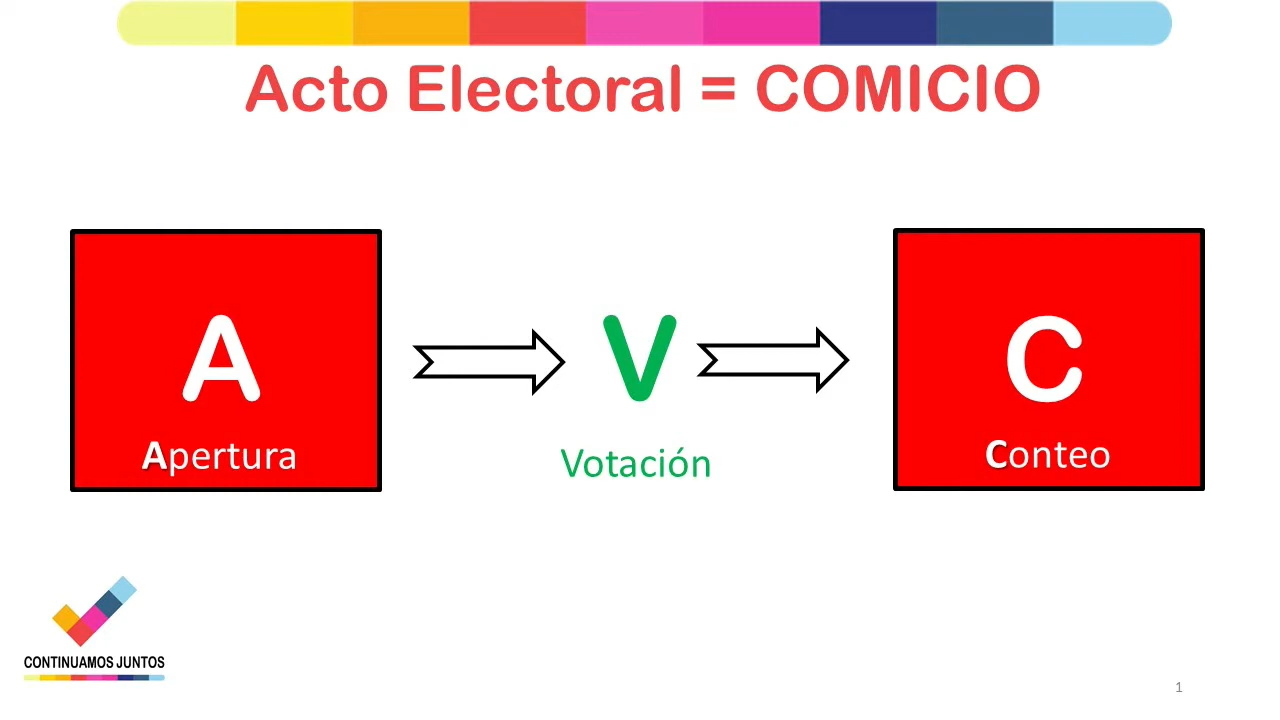 Acto Electoral = COMICIO
A
V
C
Apertura
Votación
Conteo
CONTINUAMOS JUNTOS
1